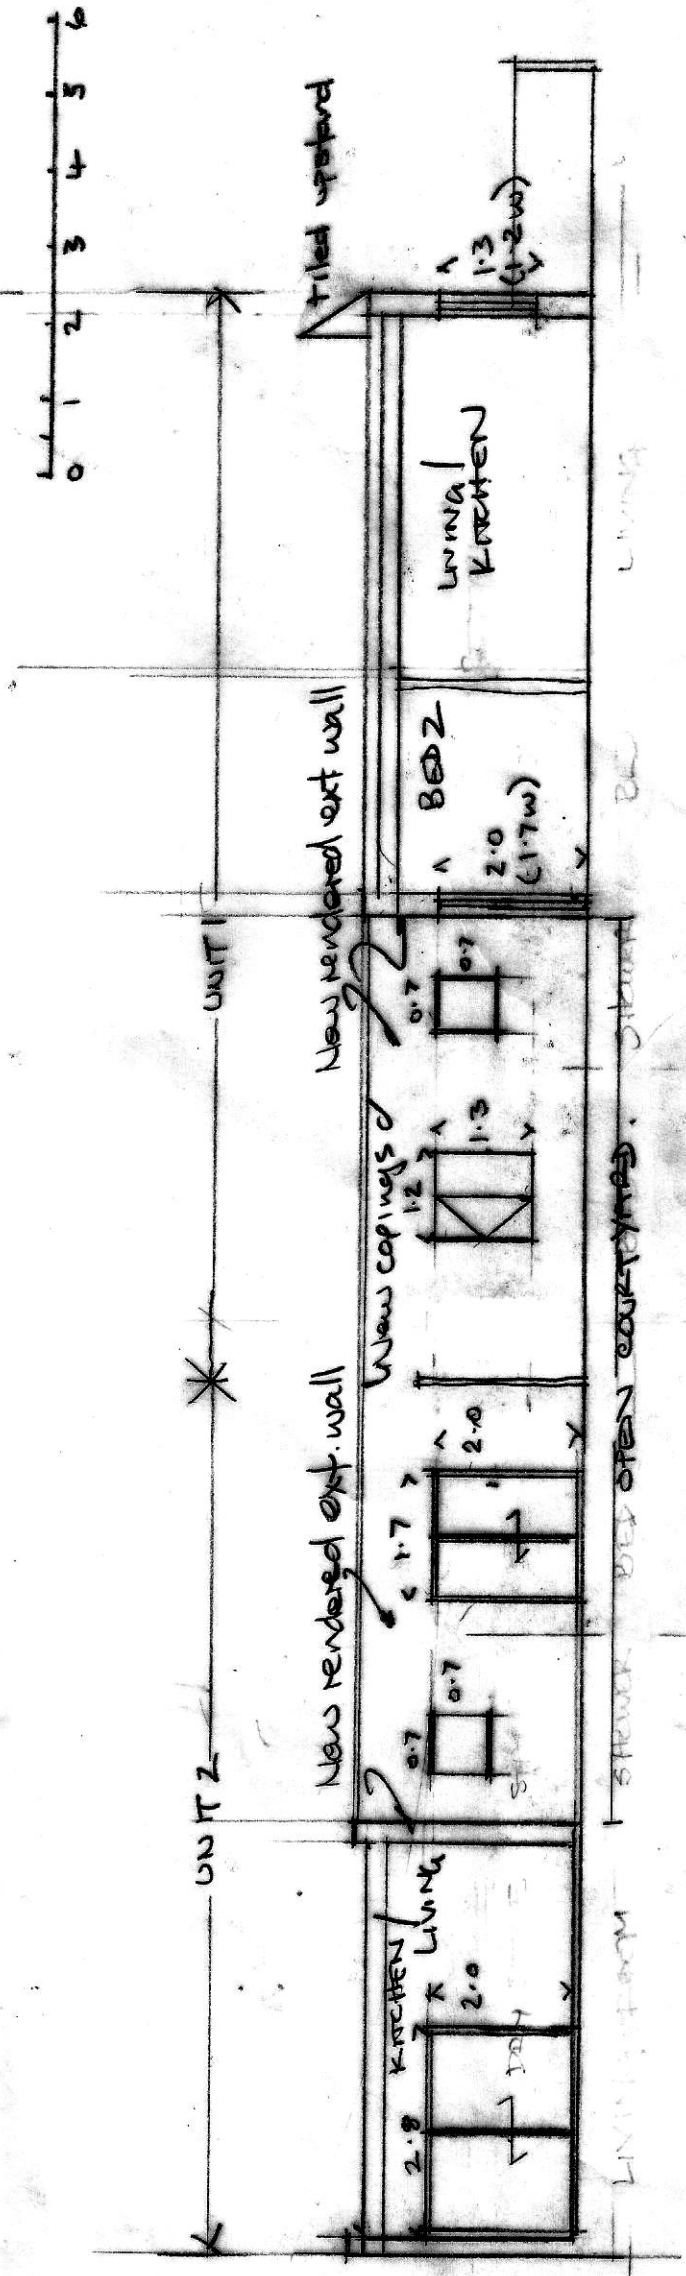 0 1 2 3 4 5 6
UNIT 2
UNIT 1
New rendered ext. wall
New rendered ext wall
tiled upstand
New copings
KITCHEN/
LIVING
2.8
2.0
0.7
0.7
1.7
2.0
1.2
1.3
0.7
0.7
BED 2
2.0
(1.7w)
LIVING/
KITCHEN
1.3
(1.2w)
OPEN COURTYARD.